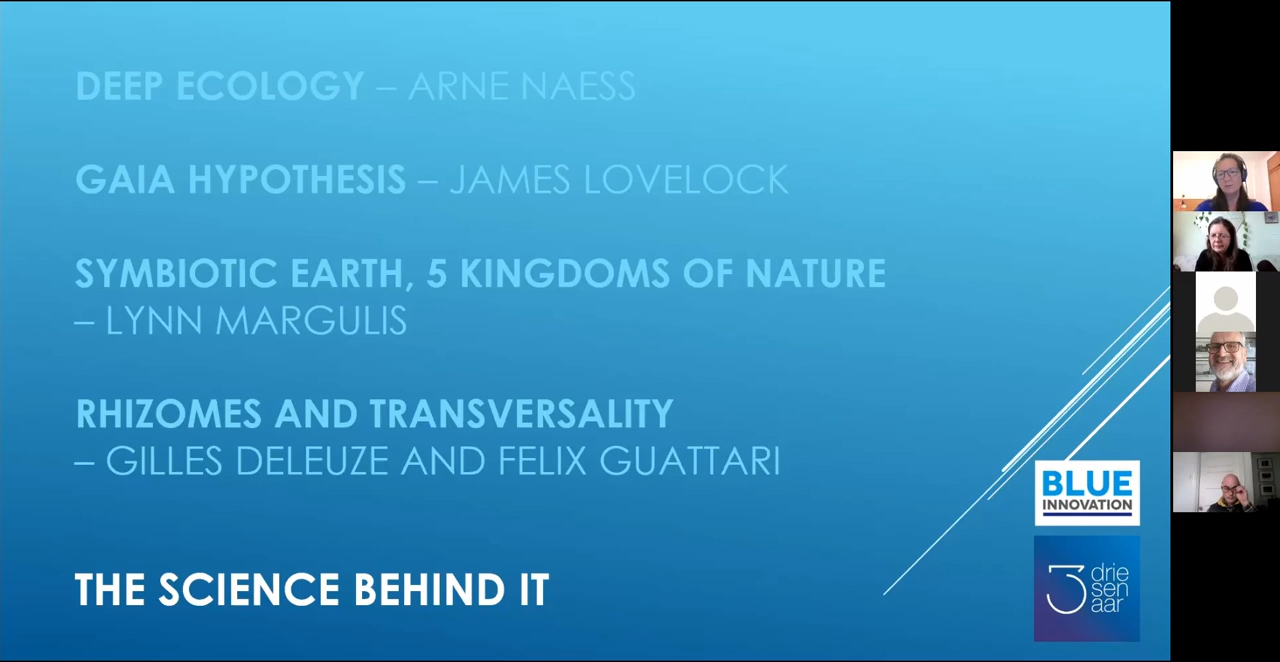 DEEP ECOLOGY – ARNE NAESS
GAIA HYPOTHESIS – JAMES LOVELOCK
SYMBIOTIC EARTH, 5 KINGDOMS OF NATURE
– LYNN MARGULIS
RHIZOMES AND TRANSVERSALITY
– GILLES DELEUZE AND FELIX GUATTARI
THE SCIENCE BEHIND IT
BLUE
INNOVATION
3 drie
sen
aar